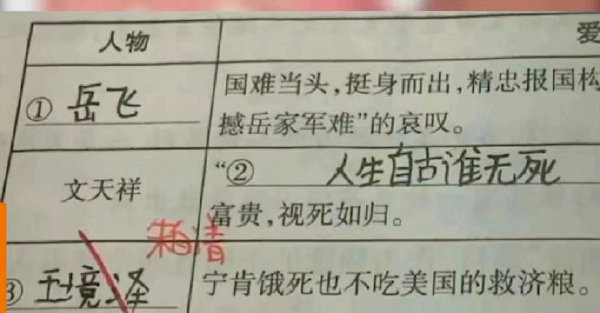 人物
爱
① 岳飞
国难当头,挺身而出,精忠报国
撼岳家军难”的哀叹。
文天祥
“② 人生自古谁无死
富贵,视死如归。
朱自清
③ 王境泽
宁肯饿死也不吃美国的救济粮。